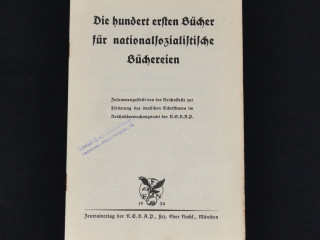 Die hundert ersten Bücher
für nationalsozialistische
Büchereien
Zusammengestellt von der Reichsstelle zur
Förderung des deutschen Schrifttums im
Reichsüberwachungsamt der N.S.D.A.P.
19 34
Zentralverlag der N.S.D.A.P., Frz. Eher Nachf., München